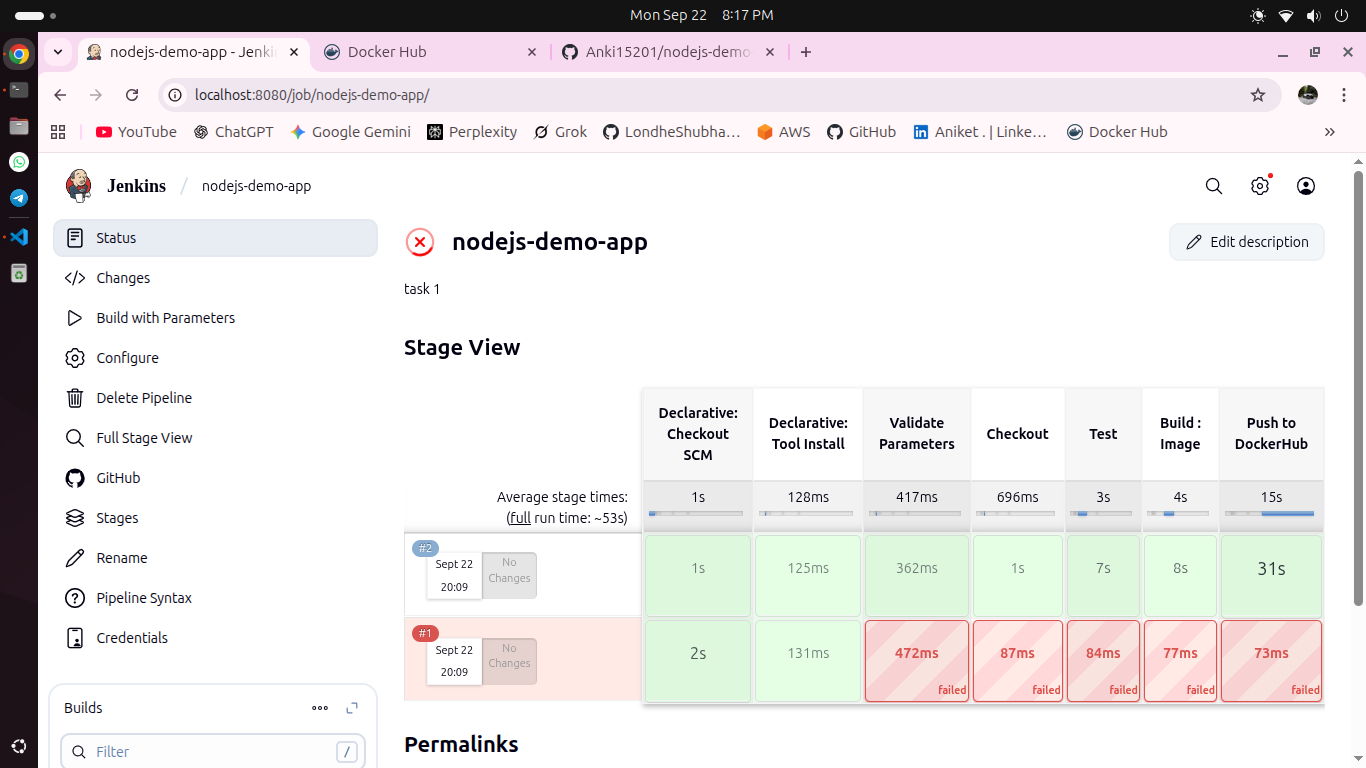 Mon Sep 22 8:17 PM
nodejs-demo-app - Jenki
Docker Hub
Anki15201/nodejs-demo
localhost:8080/job/nodejs-demo-app/
YouTube
ChatGPT
Google Gemini
Perplexity
Grok
LondheShubha…
AWS
GitHub
Aniket . | Linke…
Docker Hub
Jenkins / nodejs-demo-app
Status
Changes
Build with Parameters
Configure
Delete Pipeline
Full Stage View
GitHub
Stages
Rename
Pipeline Syntax
Credentials
Builds
Filter
/
nodejs-demo-app
Edit description
task 1
Stage View
Declarative:
Checkout
SCM
Declarative:
Tool Install
Validate
Parameters
Checkout
Test
Build :
Image
Push to
DockerHub
Average stage times:
(full run time: ~53s)
1s
128ms
417ms
696ms
3s
4s
15s
#2
Sept 22
20:09
No
Changes
1s
125ms
362ms
1s
7s
8s
31s
#1
Sept 22
20:09
No
Changes
2s
131ms
472ms
failed
87ms
failed
84ms
failed
77ms
failed
73ms
failed
Permalinks